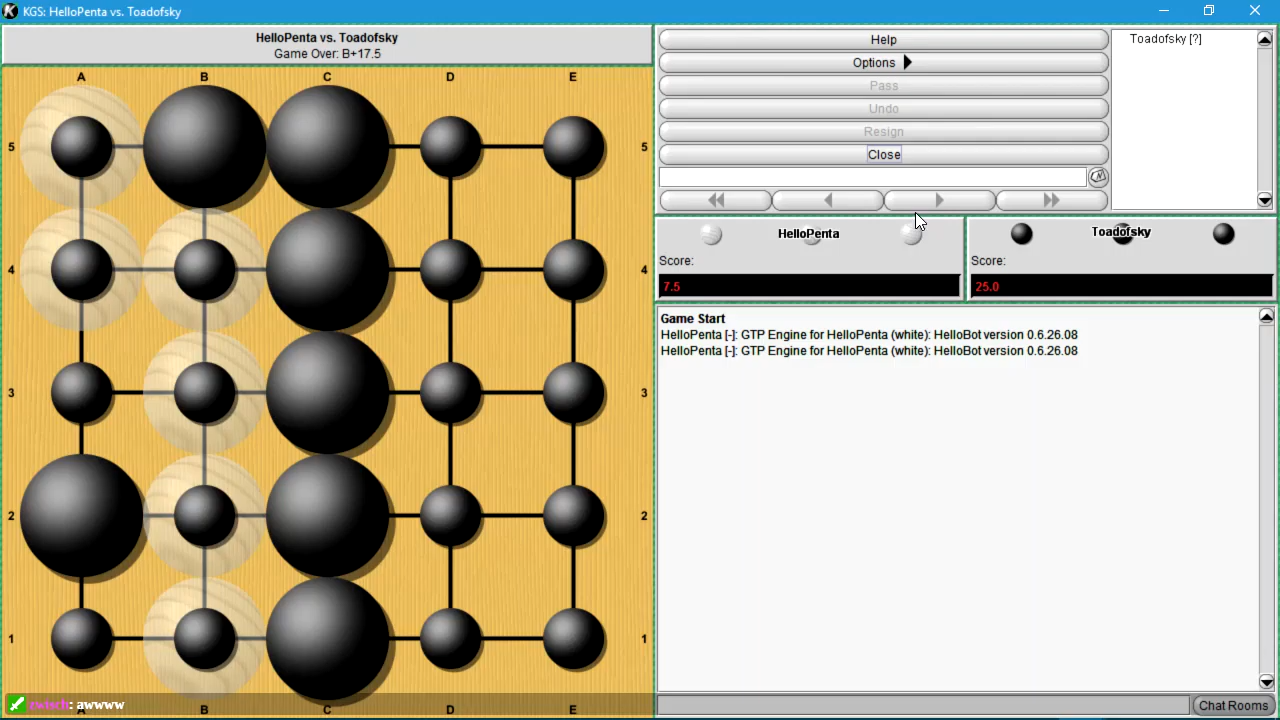 KGS: HelloPenta vs. Toadofsky
HelloPenta vs. Toadofsky
Game Over: B+17.5
A B C D E
5 5
4 4
3 3
2 2
1 1
A B C D E
zwisch: awwww
Help
Options
Pass
Undo
Resign
Close
Toadofsky [?]
HelloPenta
Score:
7.5
Toadofsky
Score:
25.0
Game Start
HelloPenta [-]: GTP Engine for HelloPenta (white): HelloBot version 0.6.26.08
HelloPenta [-]: GTP Engine for HelloPenta (white): HelloBot version 0.6.26.08
Chat Rooms